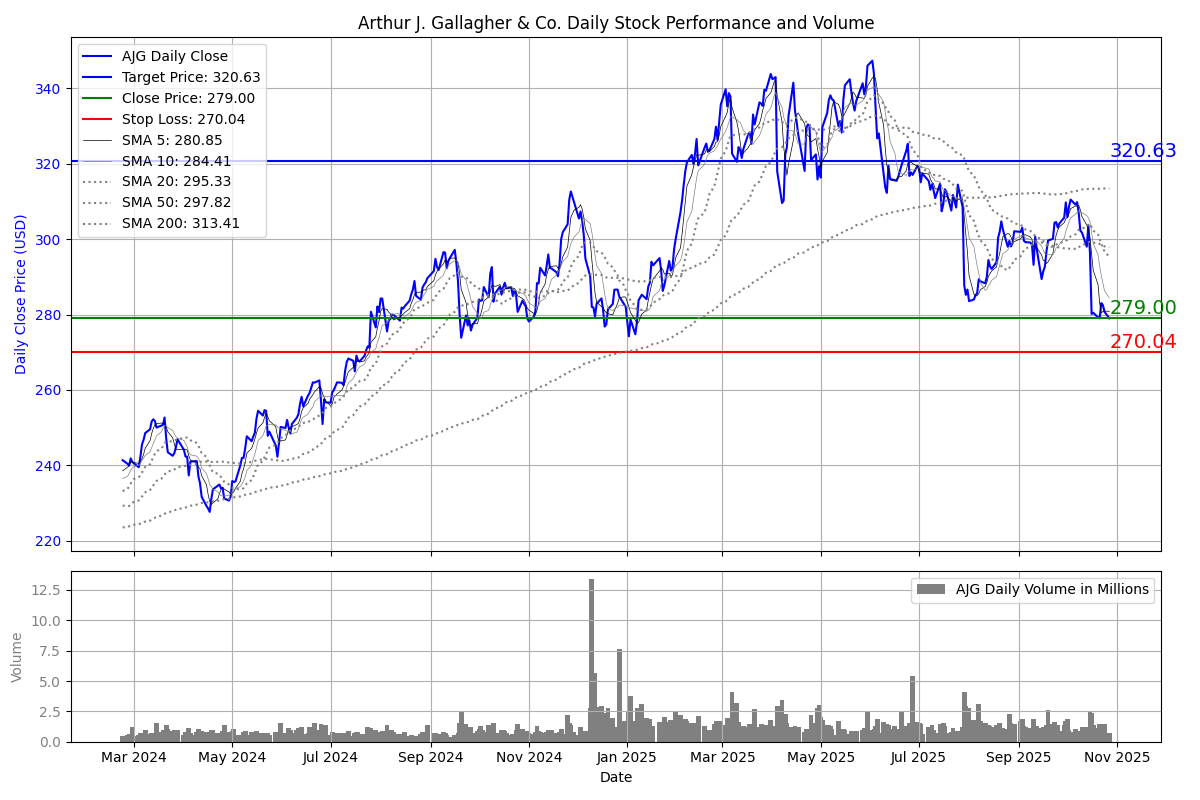 Arthur J. Gallagher & Co. Daily Stock Performance and Volume
AJG Daily Close
Target Price: 320.63
Close Price: 279.00
Stop Loss: 270.04
SMA 5: 280.85
SMA 10: 284.41
SMA 20: 295.33
SMA 50: 297.82
SMA 200: 313.41
Daily Close Price (USD)
340
320
300
280
260
240
220
320.63
279.00
270.04
AJG Daily Volume in Millions
Volume
12.5
10.0
7.5
5.0
2.5
0.0
Mar 2024
May 2024
Jul 2024
Sep 2024
Nov 2024
Jan 2025
Mar 2025
May 2025
Jul 2025
Sep 2025
Nov 2025
Date